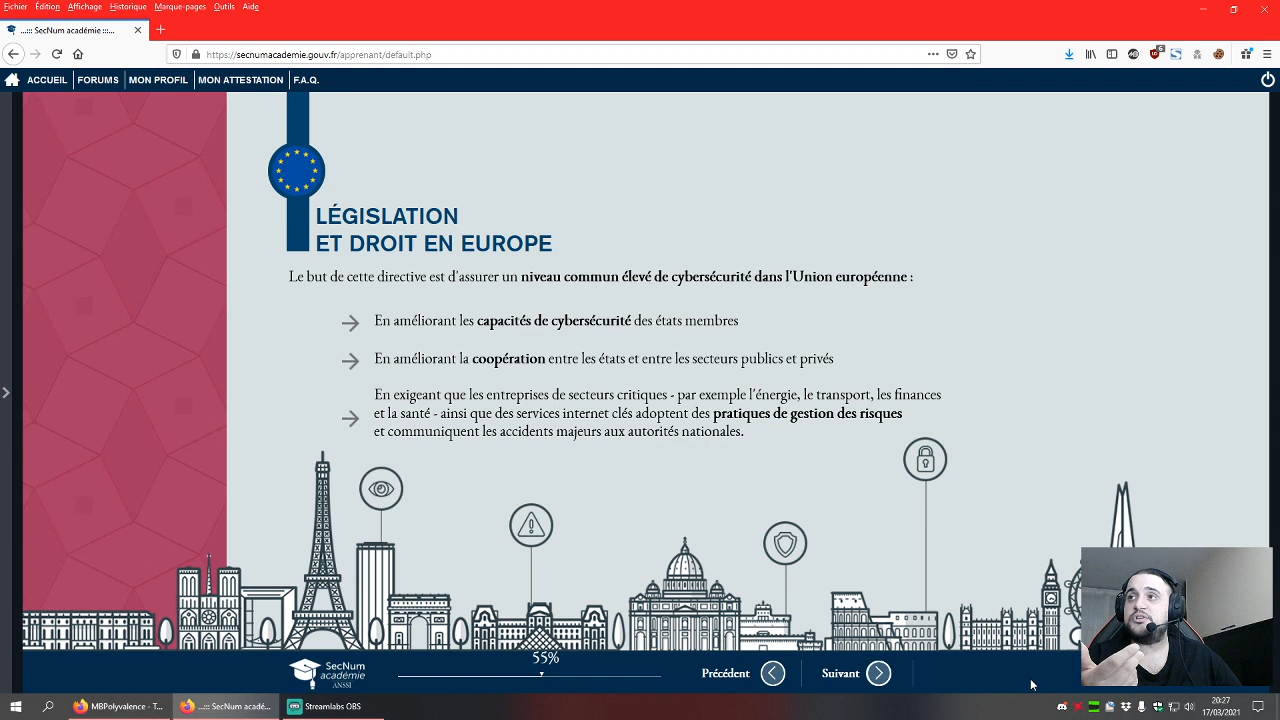 Fichier Édition Affichage Historique Marque-pages Outils Aide
...:: SecNum académie :::...
https://secnumacademie.gouv.fr/apprenant/default.php
ACCUEIL FORUMS MON PROFIL MON ATTESTATION F.A.Q.
LÉGISLATION
ET DROIT EN EUROPE
Le but de cette directive est d'assurer un niveau commun élevé de cybersécurité dans l'Union européenne :
En améliorant les capacités de cybersécurité des états membres
En améliorant la coopération entre les états et entre les secteurs publics et privés
En exigeant que les entreprises de secteurs critiques - par exemple l'énergie, le transport, les finances
et la santé - ainsi que des services internet clés adoptent des pratiques de gestion des risques
et communiquent les accidents majeurs aux autorités nationales.
55%
SecNum
académie
ANSSI
Précédent
Suivant
MBPolyvalence - T...
...:: SecNum acadé...
Streamlabs OBS
20:27
17/03/2021